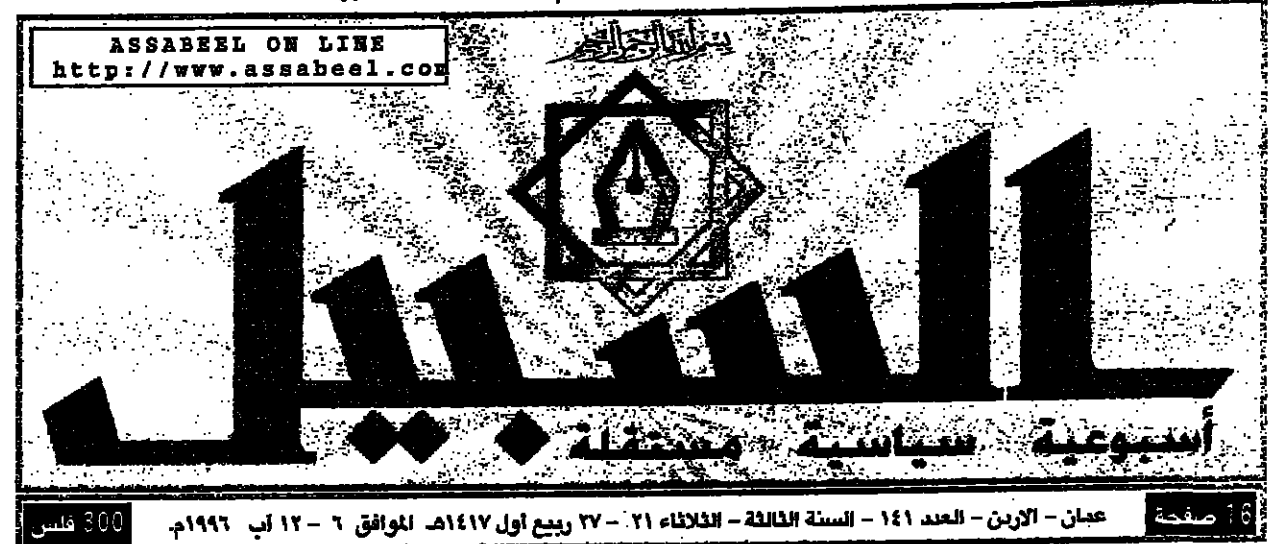 ASSABEEL ON LINE
http://www.assabeel.com
بسم الله الرحمن الرحيم
السبيل
أسبوعية سياسية مستقلة
16 صفحة
عمان – الاردن – العدد ١٤١ – السنة الثالثة – الثلاثاء ٢١ – ٢٧ ربيع أول ١٤١٧هـ الموافق ٦ – ١٢ آب ١٩٩٦م.
300 فلس